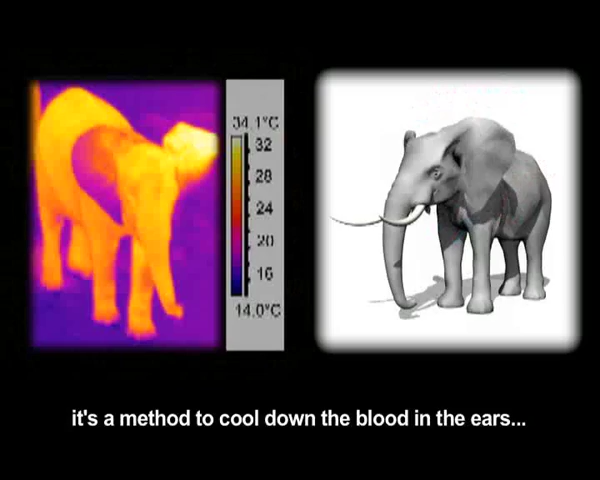 34.1°C
32
28
24
20
16
14.0°C
it's a method to cool down the blood in the ears...